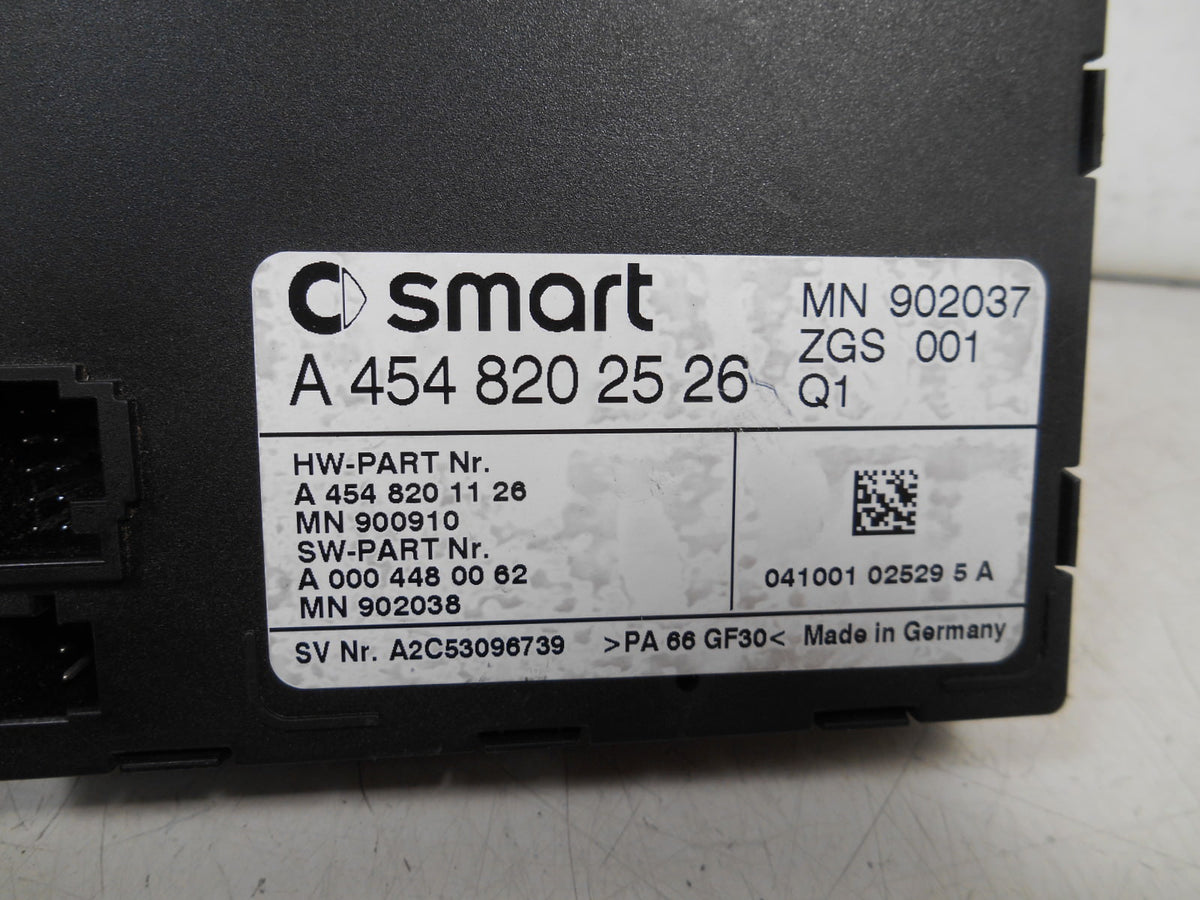 smart
A 454 820 25 26
MN 902037
ZGS 001
Q1
HW-PART Nr.
A 454 820 11 26
MN 900910
SW-PART Nr.
A 000 448 00 62
MN 902038
041001 02529 5 A
SV Nr. A2C53096739 >PA 66 GF30< Made in Germany